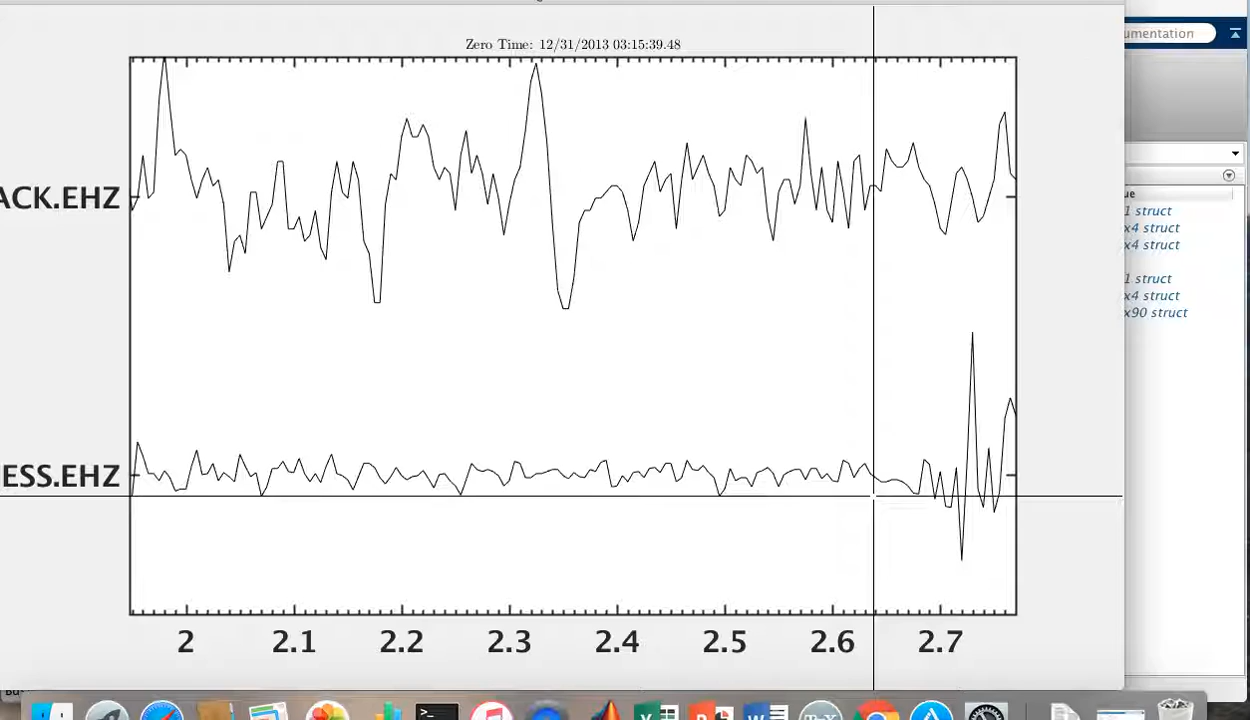 umentation
Zero Time: 12/31/2013 03:15:39.48
ACK.EHZ
ue
1 struct
x4 struct
x4 struct
1 struct
x4 struct
x90 struct
ESS.EHZ
2 2.1 2.2 2.3 2.4 2.5 2.6 2.7